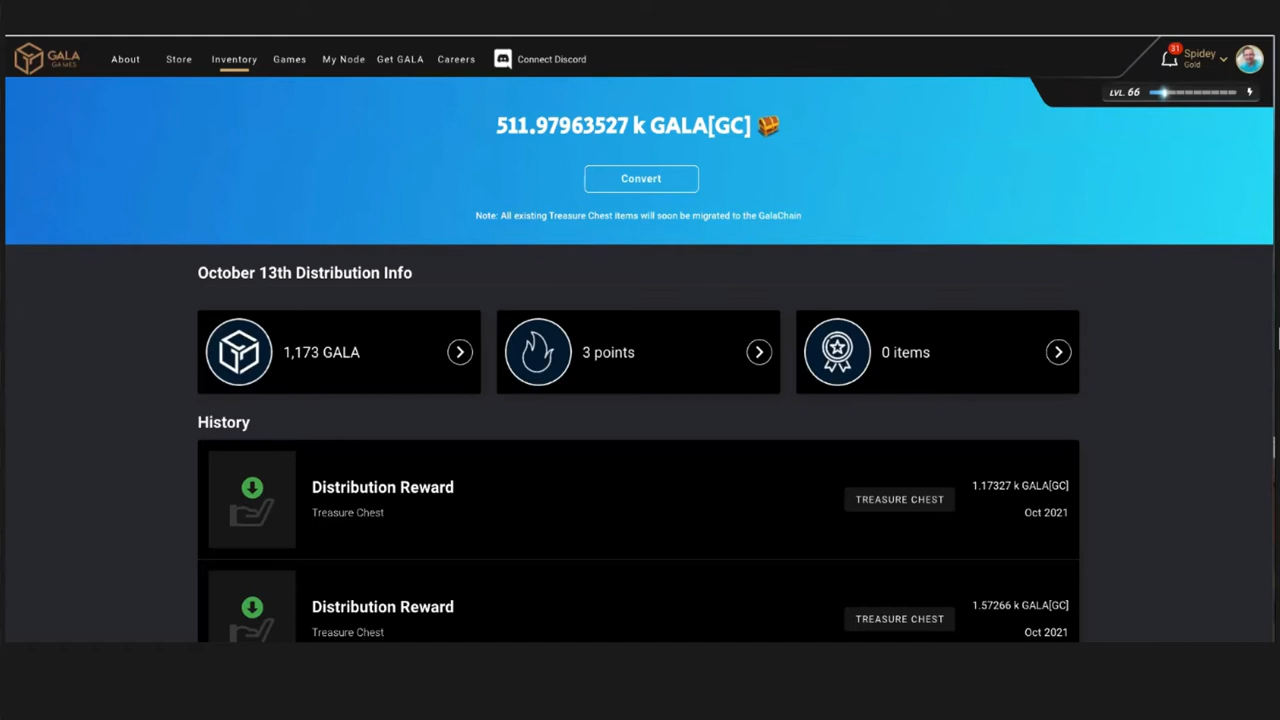 GALA
GAMES
About
Store
Inventory
Games
My Node
Get GALA
Careers
Connect Discord
31
Spidey
Gold
LVL. 66
511.97963527 k GALA[GC]
Convert
Note: All existing Treasure Chest items will soon be migrated to the GalaChain
October 13th Distribution Info
1,173 GALA
3 points
0 items
History
Distribution Reward
Treasure Chest
TREASURE CHEST
1.17327 k GALA[GC]
Oct 2021
Distribution Reward
Treasure Chest
TREASURE CHEST
1.57266 k GALA[GC]
Oct 2021